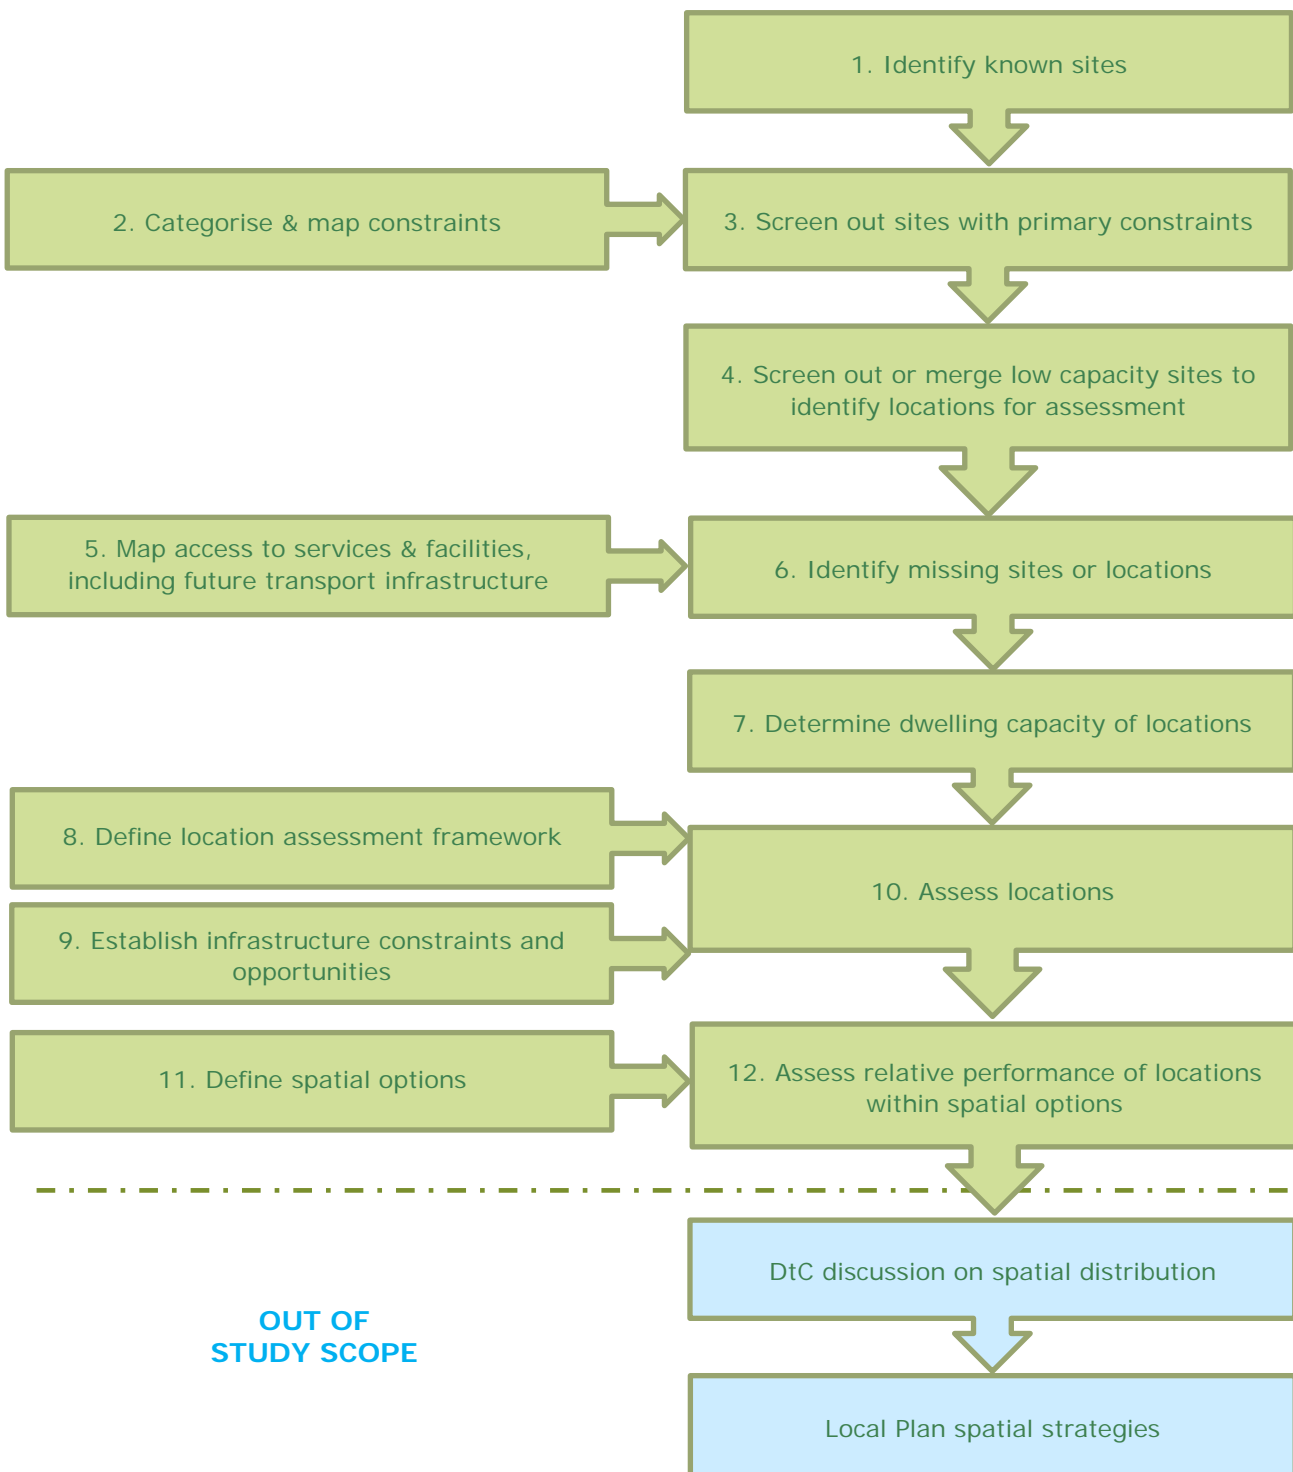 1. Identify known sites
2. Categorise & map constraints
3. Screen out sites with primary constraints
4. Screen out or merge low capacity sites to
identify locations for assessment
5. Map access to services & facilities,
including future transport infrastructure
6. Identify missing sites or locations
7. Determine dwelling capacity of locations
8. Define location assessment framework
9. Establish infrastructure constraints and
opportunities
10. Assess locations
11. Define spatial options
12. Assess relative performance of locations
within spatial options
DtC discussion on spatial distribution
OUT OF
STUDY SCOPE
Local Plan spatial strategies